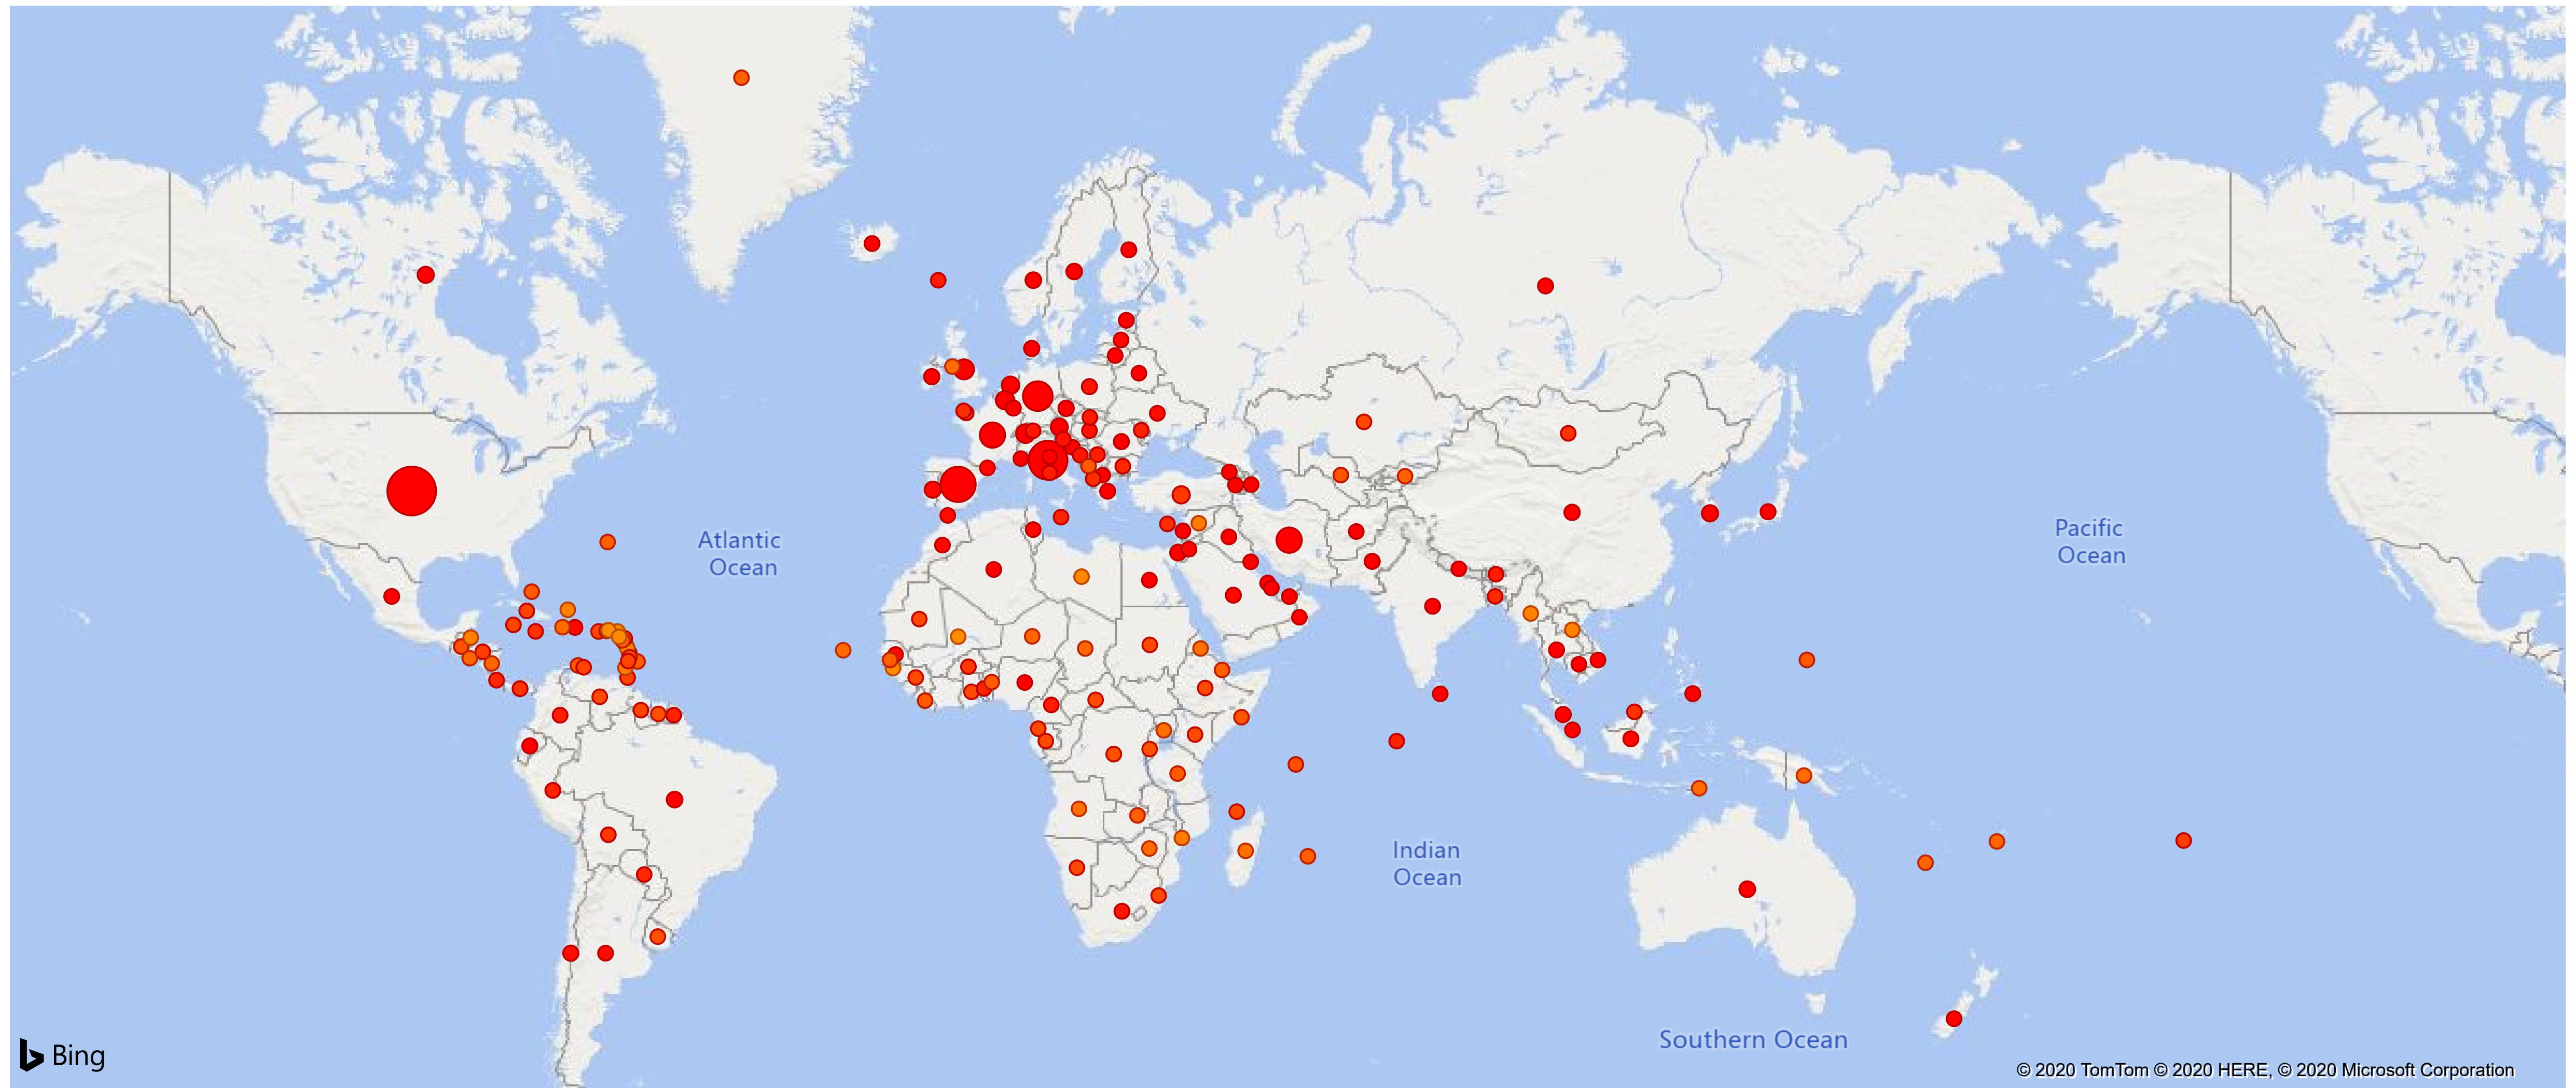 Atlantic
Ocean
Pacific
Ocean
Indian
Ocean
Southern Ocean
Bing
© 2020 TomTom © 2020 HERE, © 2020 Microsoft Corporation